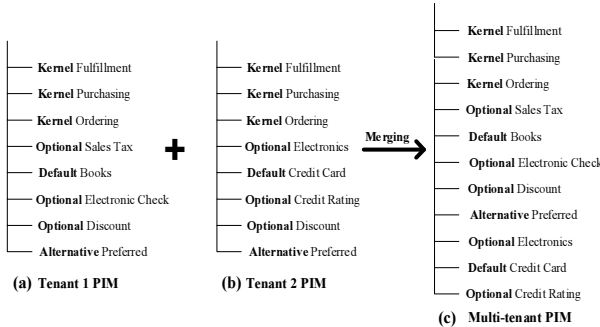 Kernel Fulfillment
Kernel Purchasing
Kernel Ordering
Optional Sales Tax
Default Books
Optional Electronic Check
Optional Discount
Alternative Preferred
(a) Tenant 1 PIM
+
Kernel Fulfillment
Kernel Purchasing
Kernel Ordering
Optional Electronics
Default Credit Card
Optional Credit Rating
Optional Discount
Alternative Preferred
(b) Tenant 2 PIM
Merging
Kernel Fulfillment
Kernel Purchasing
Kernel Ordering
Optional Sales Tax
Default Books
Optional Electronic Check
Optional Discount
Alternative Preferred
Optional Electronics
Default Credit Card
Optional Credit Rating
(c) Multi-tenant PIM